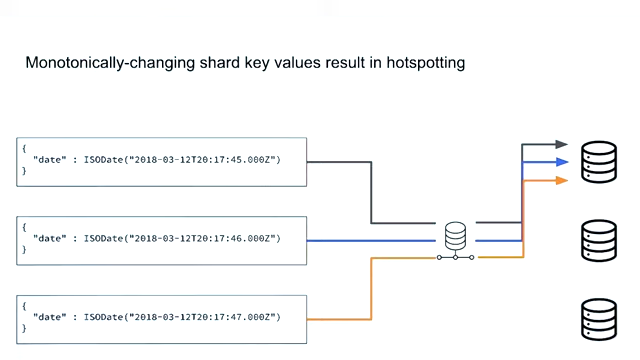 Monotonically-changing shard key values result in hotspotting
{
"date" : ISODate("2018-03-12T20:17:45.000Z")
}
{
"date" : ISODate("2018-03-12T20:17:46.000Z")
}
{
"date" : ISODate("2018-03-12T20:17:47.000Z")
}